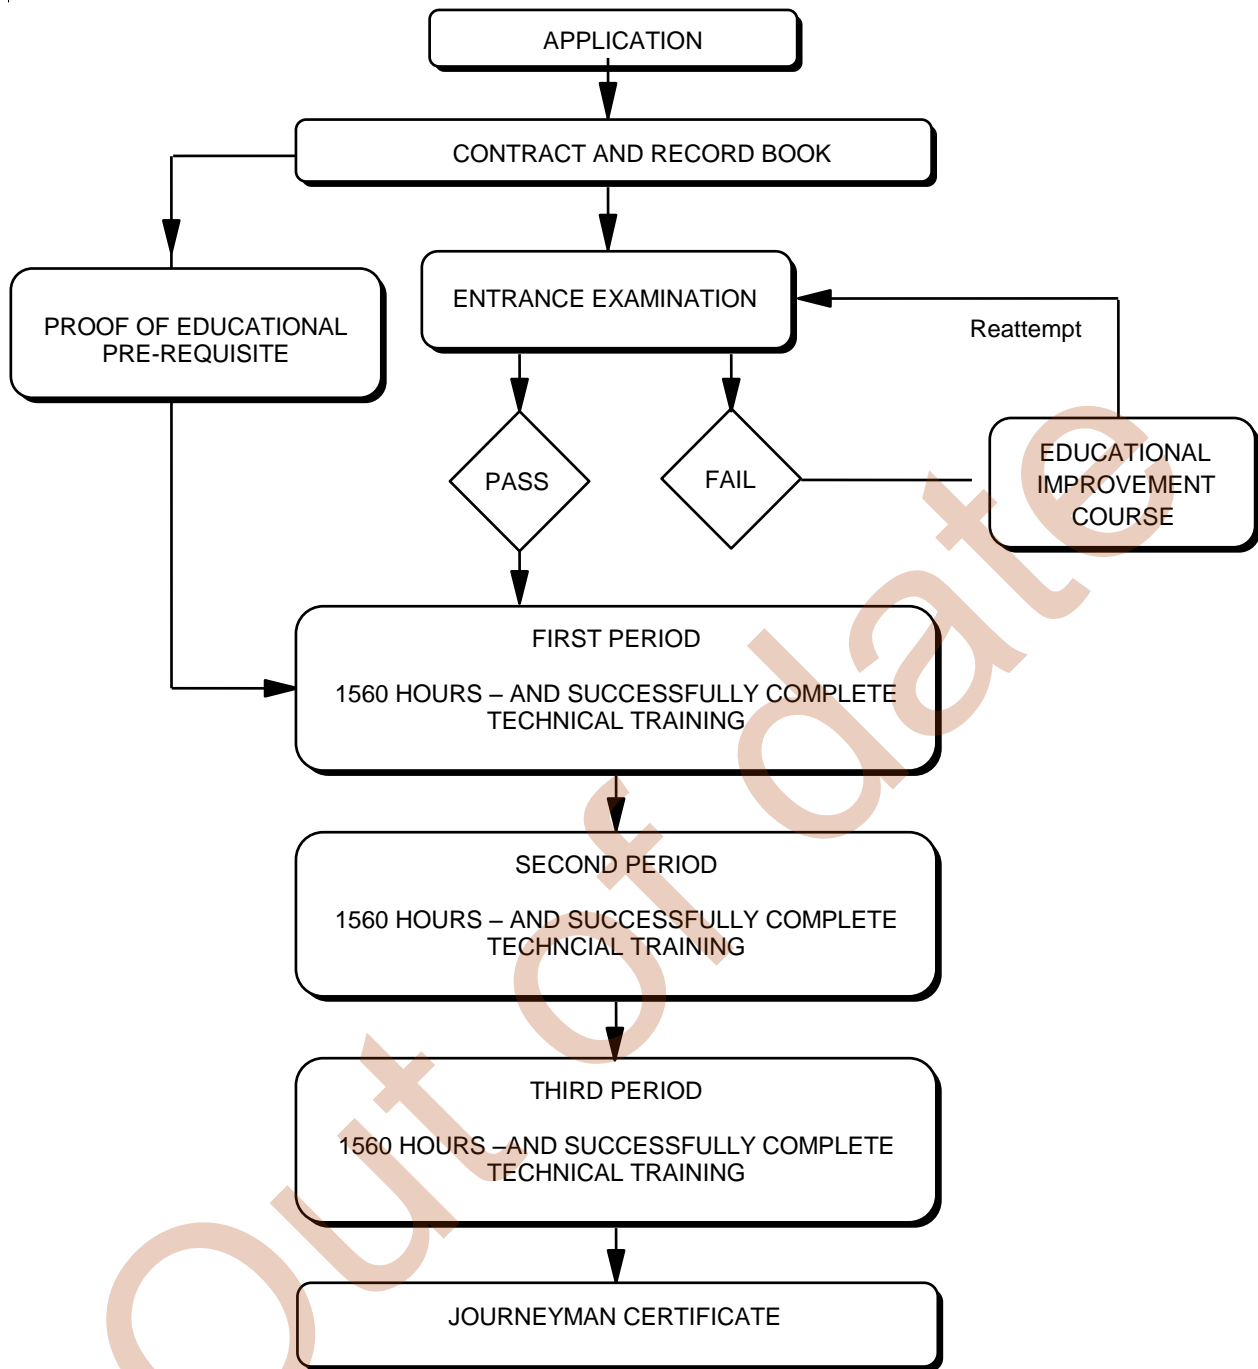 APPLICATION
CONTRACT AND RECORD BOOK
PROOF OF EDUCATIONAL
PRE-REQUISITE
ENTRANCE EXAMINATION
Reattempt
PASS
FAIL
EDUCATIONAL
IMPROVEMENT
COURSE
FIRST PERIOD
1560 HOURS – AND SUCCESSFULLY COMPLETE
TECHNICAL TRAINING
SECOND PERIOD
1560 HOURS – AND SUCCESSFULLY COMPLETE
TECHNCIAL TRAINING
THIRD PERIOD
1560 HOURS –AND SUCCESSFULLY COMPLETE
TECHNICAL TRAINING
JOURNEYMAN CERTIFICATE
Out of date